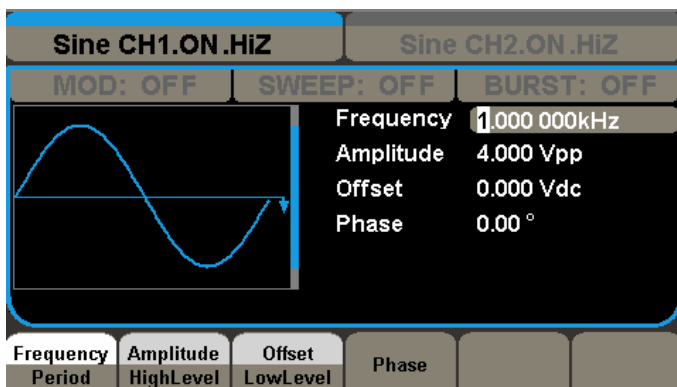 Sine CH1.ON.HiZ
Sine CH2.ON.HiZ
MOD: OFF
SWEEP: OFF
BURST: OFF
Frequency 1.000 000kHz
Amplitude 4.000 Vpp
Offset 0.000 Vdc
Phase 0.00 °
Frequency
Period
Amplitude
HighLevel
Offset
LowLevel
Phase